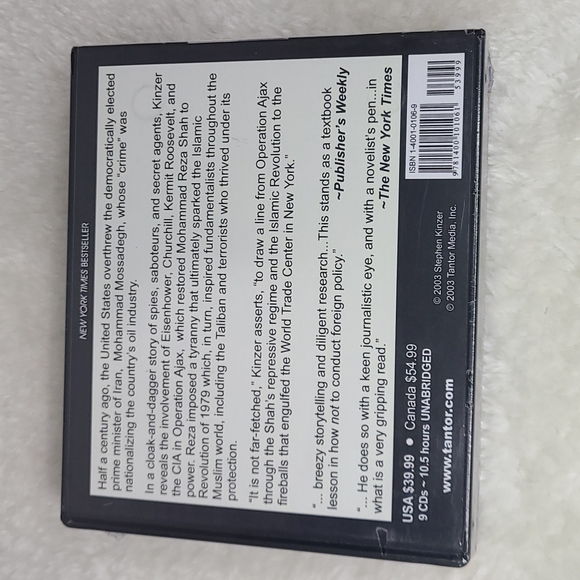 NEW YORK TIMES BESTSELLER
Half a century ago, the United States overthrew the democratically elected
prime minister of Iran, Mohammad Mossadegh, whose "crime" was
nationalizing the country's oil industry.
In a cloak-and-dagger story of spies, saboteurs, and secret agents, Kinzer
reveals the involvement of Eisenhower, Churchill, Kermit Roosevelt, and
the CIA in Operation Ajax, which restored Mohammad Reza Shah to
power. Reza imposed a tyranny that ultimately sparked the Islamic
Revolution of 1979 which, in turn, inspired fundamentalists throughout the
Muslim world, including the Taliban and terrorists who thrived under its
protection.
"It is not far-fetched," Kinzer asserts, "to draw a line from Operation Ajax
through the Shah's repressive regime and the Islamic Revolution to the
fireballs that engulfed the World Trade Center in New York."
"... breezy storytelling and diligent research...This stands as a textbook
lesson in how not to conduct foreign policy."
~Publisher's Weekly
"... He does so with a keen journalistic eye, and with a novelist's pen...in
what is a very gripping read."
~The New York Times
USA $39.99 • Canada $54.99
9 CDs ~ 10.5 hours UNABRIDGED
www.tantor.com
© 2003 Stephen Kinzer
℗ 2003 Tantor Media, Inc.
ISBN 1-4001-0106-9
53999
9781400101061